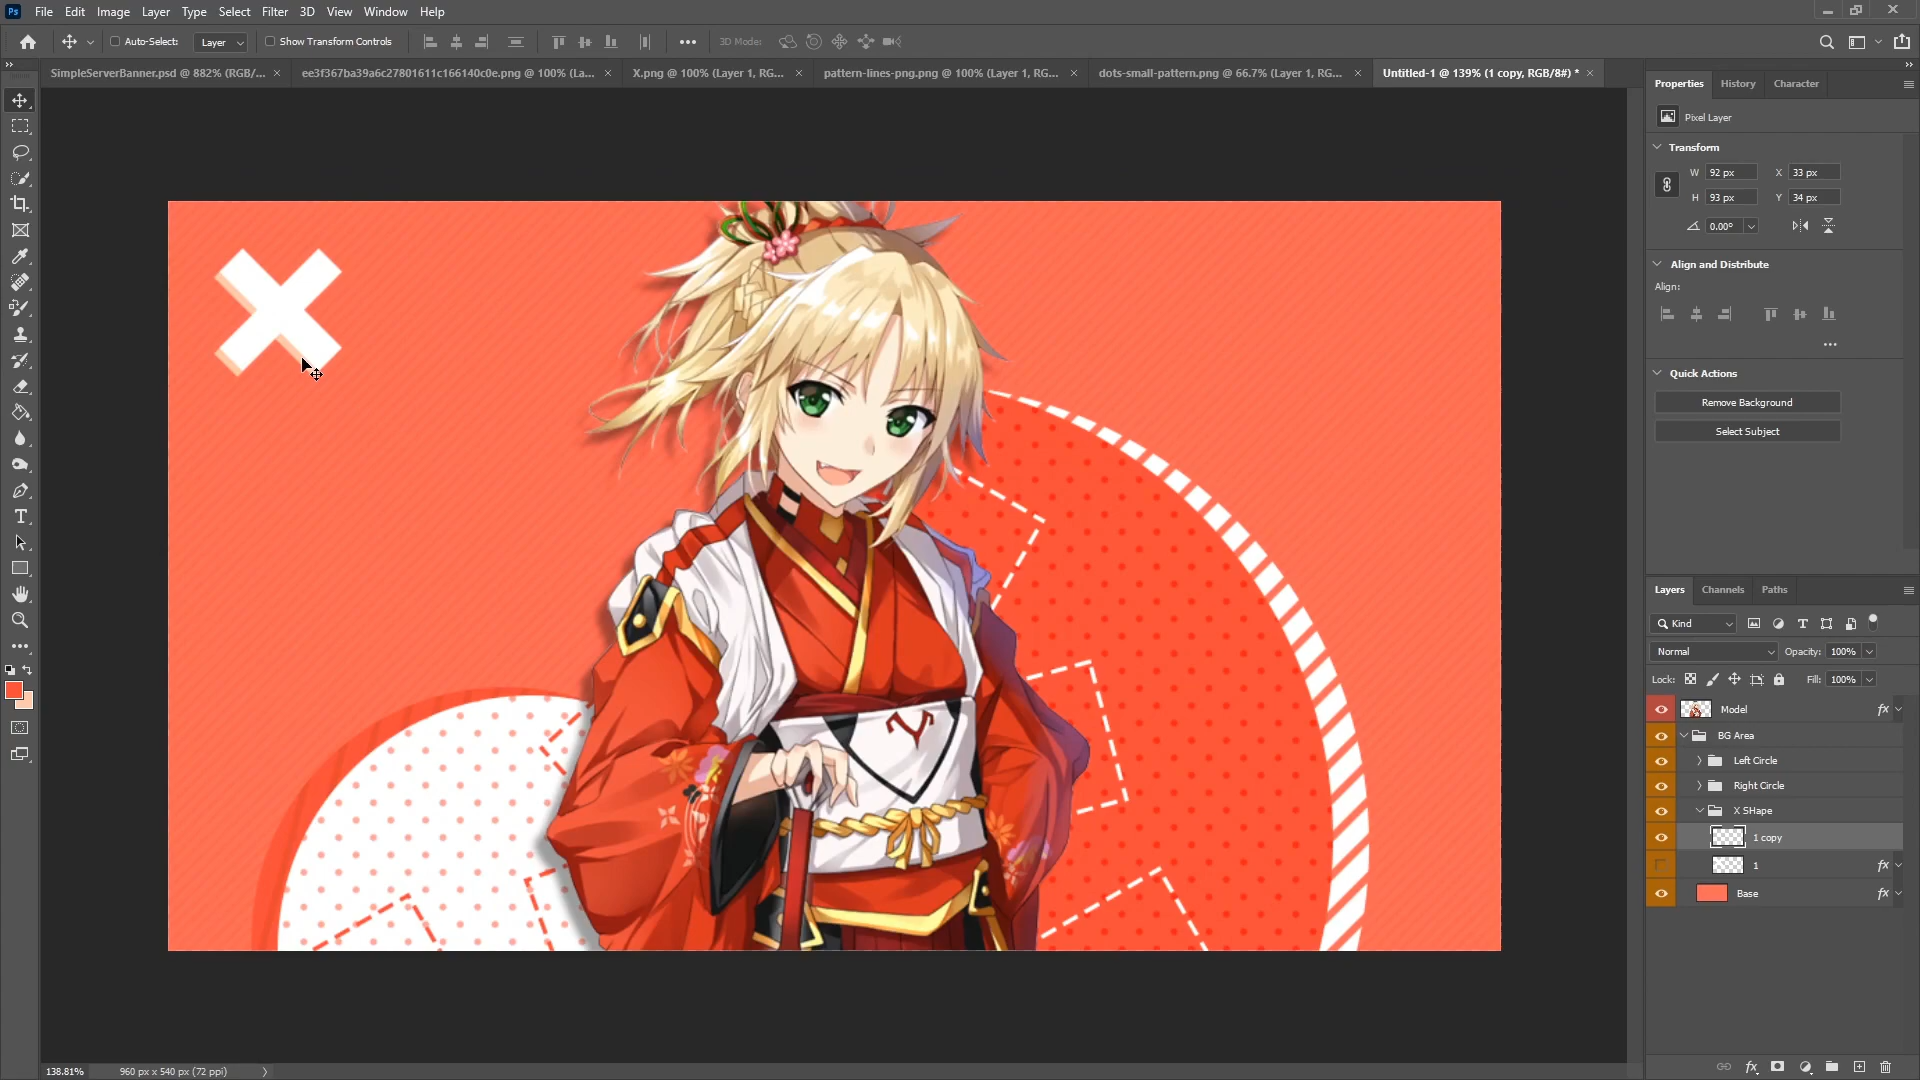 Ps File Edit Image Layer Type Select Filter 3D View Window Help
Auto-Select: Layer Show Transform Controls 3D Mode:
SimpleServerBanner.psd @ 882% (RGB/... × ee3f367ba39a6c27801611c166140c0e.png @ 100% (La... × X.png @ 100% (Layer 1, RG... × pattern-lines-png.png @ 100% (Layer 1, RG... × dots-small-pattern.png @ 66.7% (Layer 1, RG... × Untitled-1 @ 139% (1 copy, RGB/8#) * ×
Properties History Character
Pixel Layer
Transform
W 92 px X 33 px
H 93 px Y 34 px
0.00°
Align and Distribute
Align:
Quick Actions
Remove Background
Select Subject
Layers Channels Paths
Kind
Normal Opacity: 100%
Lock: Fill: 100%
Model fx
BG Area
Left Circle
Right Circle
X SHape
1 copy
1 fx
Base fx
138.81% 960 px x 540 px (72 ppi)